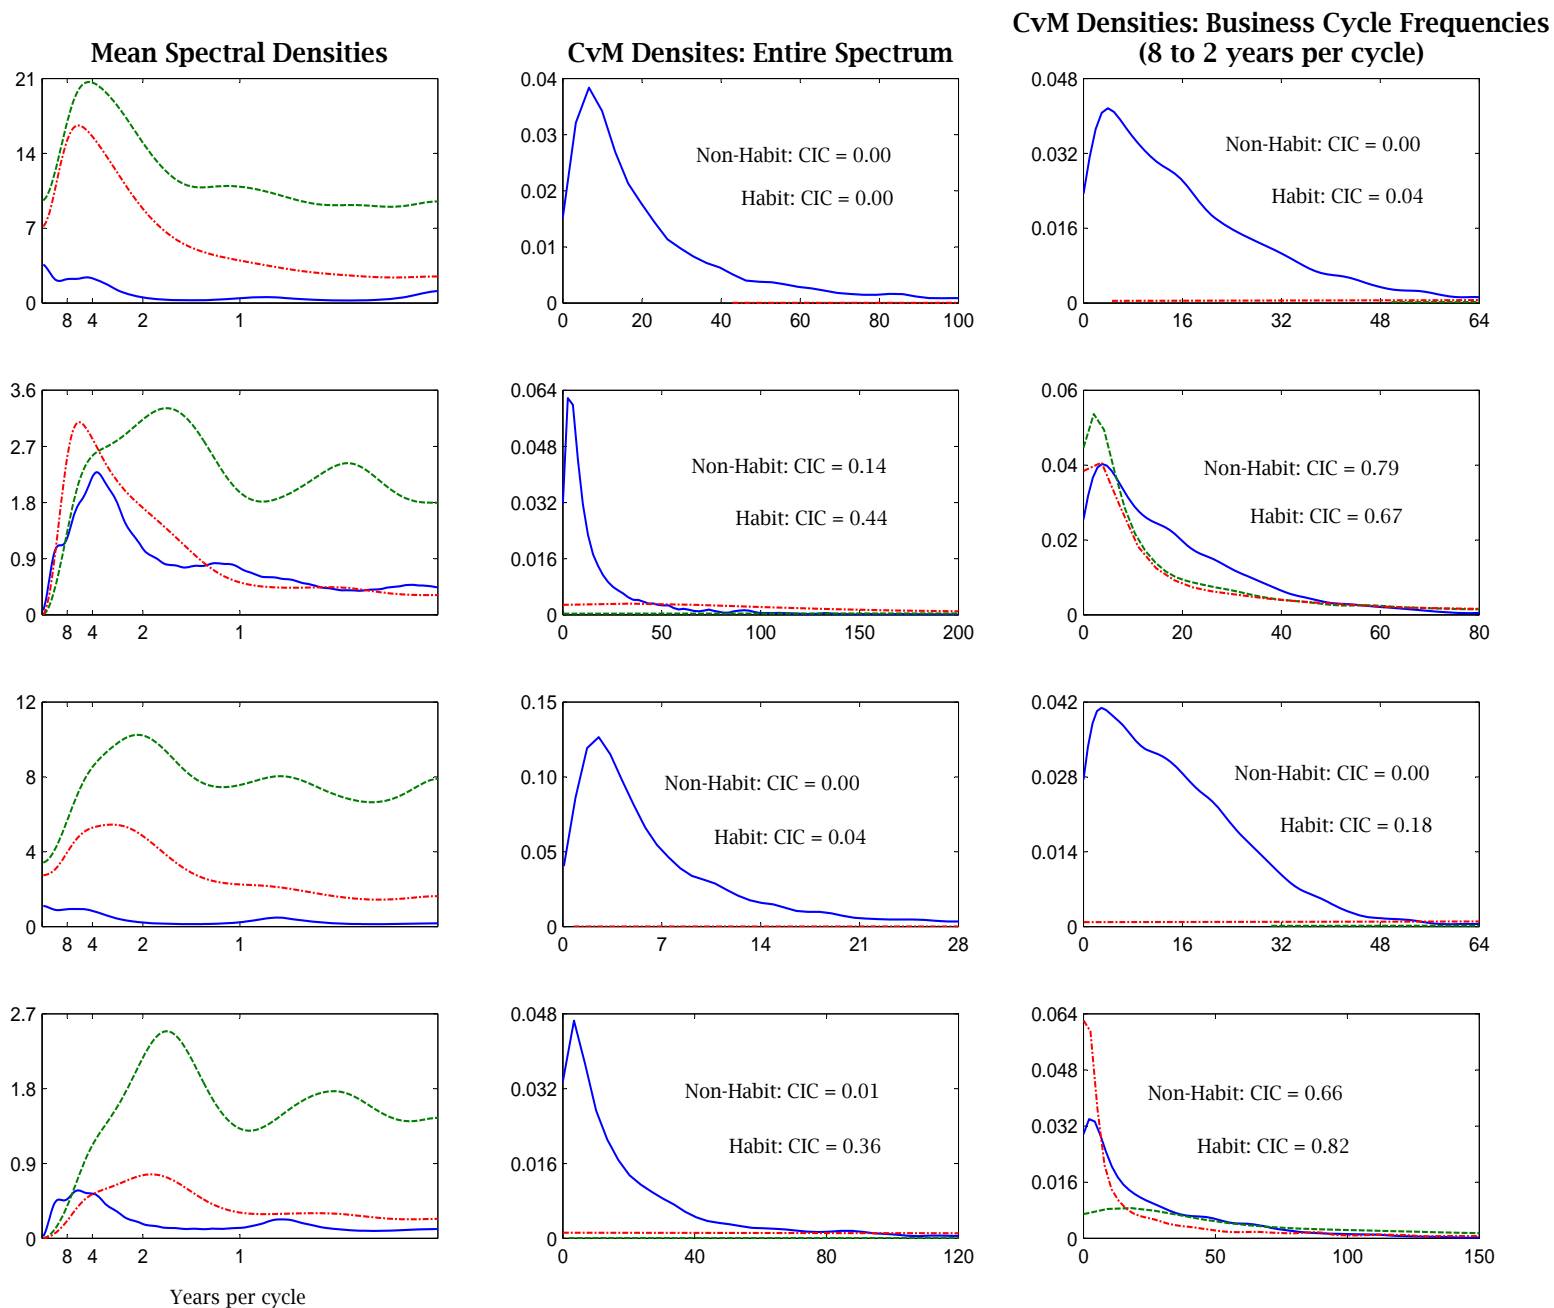 Mean Spectral Densities
CvM Densites: Entire Spectrum
CvM Densities: Business Cycle Frequencies
(8 to 2 years per cycle)
21
14
7
0
8 4 2 1
0.04
0.03
0.02
0.01
0
0 20 40 60 80 100
Non-Habit: CIC = 0.00
Habit: CIC = 0.00
0.048
0.032
0.016
0
0 16 32 48 64
Non-Habit: CIC = 0.00
Habit: CIC = 0.04
3.6
2.7
1.8
0.9
0
8 4 2 1
0.064
0.048
0.032
0.016
0
0 50 100 150 200
Non-Habit: CIC = 0.14
Habit: CIC = 0.44
0.06
0.04
0.02
0
0 20 40 60 80
Non-Habit: CIC = 0.79
Habit: CIC = 0.67
12
8
4
0
8 4 2 1
0.15
0.10
0.05
0
0 7 14 21 28
Non-Habit: CIC = 0.00
Habit: CIC = 0.04
0.042
0.028
0.014
0
0 16 32 48 64
Non-Habit: CIC = 0.00
Habit: CIC = 0.18
2.7
1.8
0.9
0
8 4 2 1
Years per cycle
0.048
0.032
0.016
0
0 40 80 120
Non-Habit: CIC = 0.01
Habit: CIC = 0.36
0.064
0.048
0.032
0.016
0
0 50 100 150
Non-Habit: CIC = 0.66
Habit: CIC = 0.82